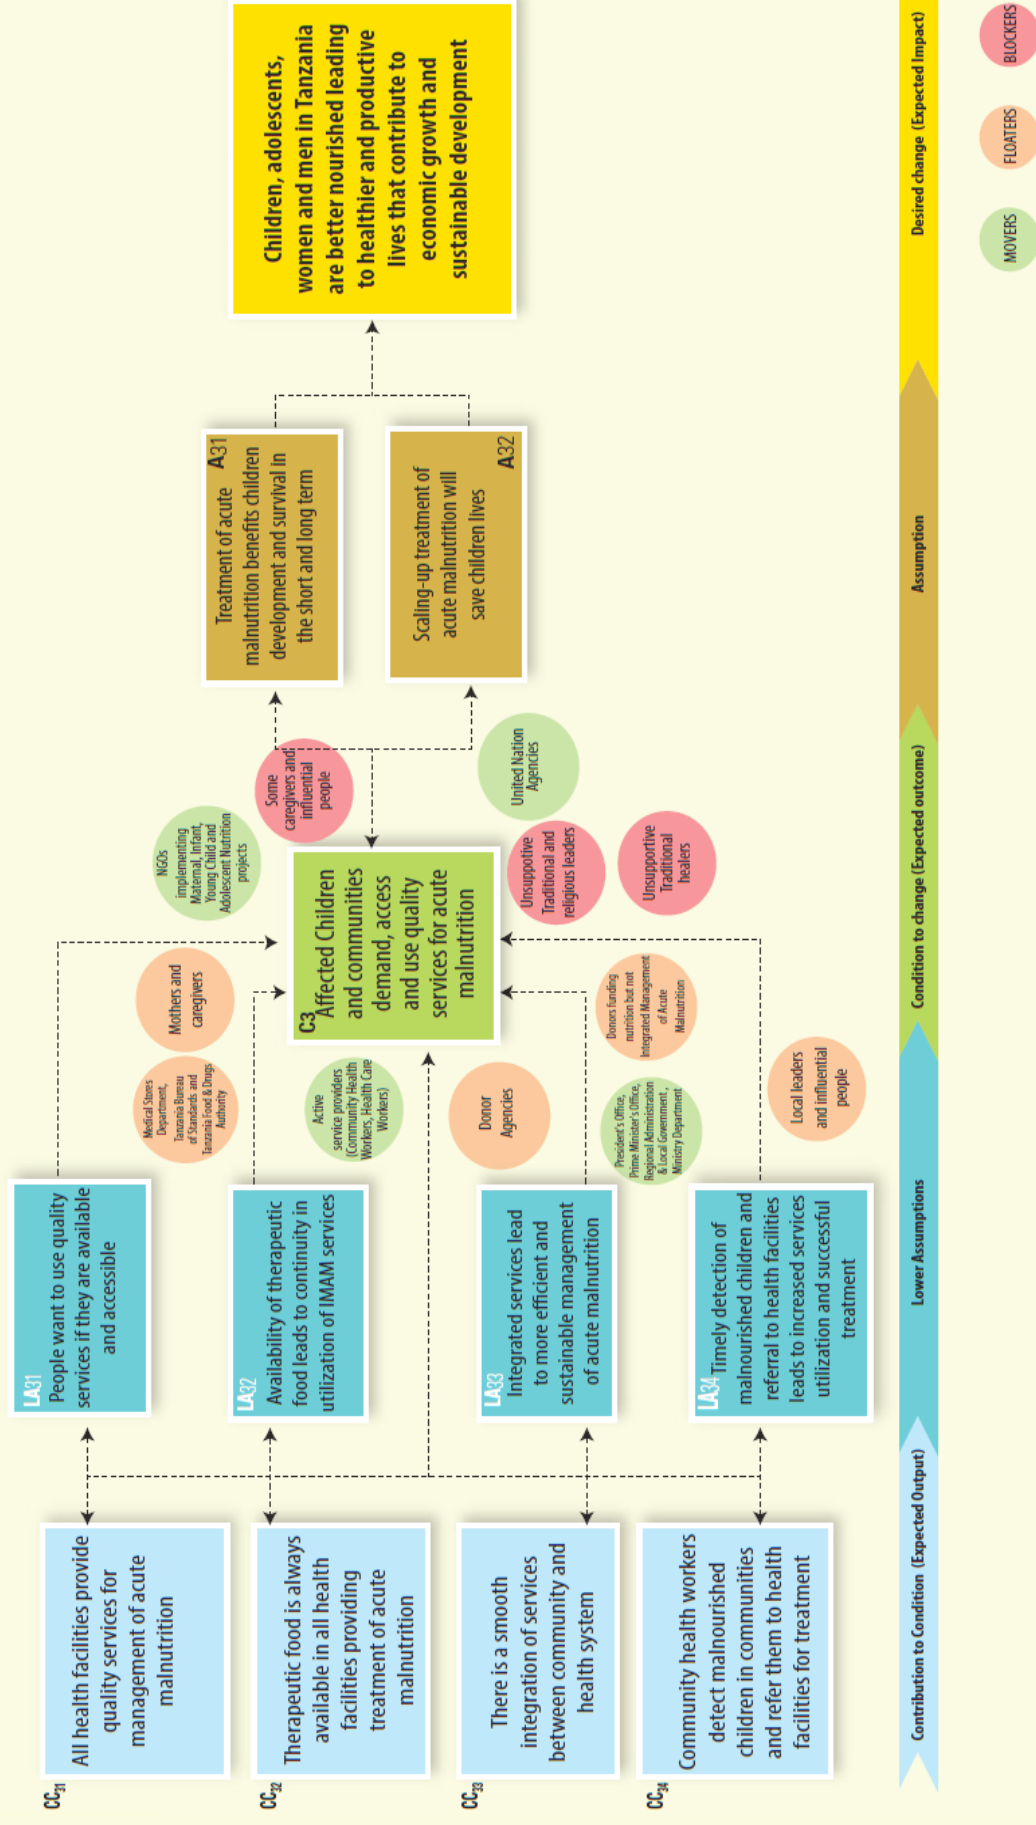 CC31
All health facilities provide
quality services for
management of acute
malnutrition
CC32
Therapeutic food is always
available in all health
facilities providing
treatment of acute
malnutrition
CC33
There is a smooth
integration of services
between community and
health system
CC34
Community health workers
detect malnourished
children in communities
and refer them to health
facilities for treatment
LA31
People want to use quality
services if they are available
and accessible
LA32
Availability of therapeutic
food leads to continuity in
utilization of IMAM services
LA33
Integrated services lead
to more efficient and
sustainable management
of acute malnutrition
LA34 Timely detection of
malnourished children and
referral to health facilities
leads to increased services
utilization and successful
treatment
Medical Stores
Department,
Tanzania Bureau
of Standards and
Tanzania Food & Drugs
Authority
Mothers and
caregivers
NGOs
implementing
Maternal, Infant,
Young Child and
Adolescent Nutrition
projects
Active
service providers
(Community Health
Workers, Health Care
Workers)
Donor
Agencies
President's Office,
Prime Minister's Office,
Regional Administration
& Local Government ,
Ministry Department
Donors funding
nutrition but not
Integrated Management
of Acute
Malnutrition
Local leaders
and influential
people
C3
Affected Children
and communities
demand, access
and use quality
services for acute
malnutrition
Some
caregivers and
influential
people
Unsuppotive
Traditional and
religious leaders
Unsupportive
Traditional
healers
United Nation
Agencies
A31
Treatment of acute
malnutrition benefits children
development and survival in
the short and long term
Scaling-up treatment of
acute malnutrition will
save children lives
A32
Children, adolescents,
women and men in Tanzania
are better nourished leading
to healthier and productive
lives that contribute to
economic growth and
sustainable development
Contribution to Condition (Expected Output)
Lower Assumptions
Condition to change (Expected outcome)
Assumption
Desired change (Expected Impact)
MOVERS
FLOATERS
BLOCKERS